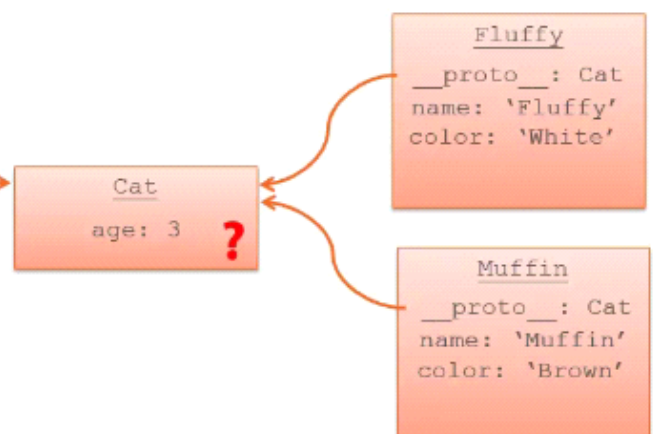 Fluffy
__proto__: Cat
name: ‘Fluffy’
color: ‘White’
Cat
age: 3 ?
Muffin
__proto__: Cat
name: ‘Muffin’
color: ‘Brown’